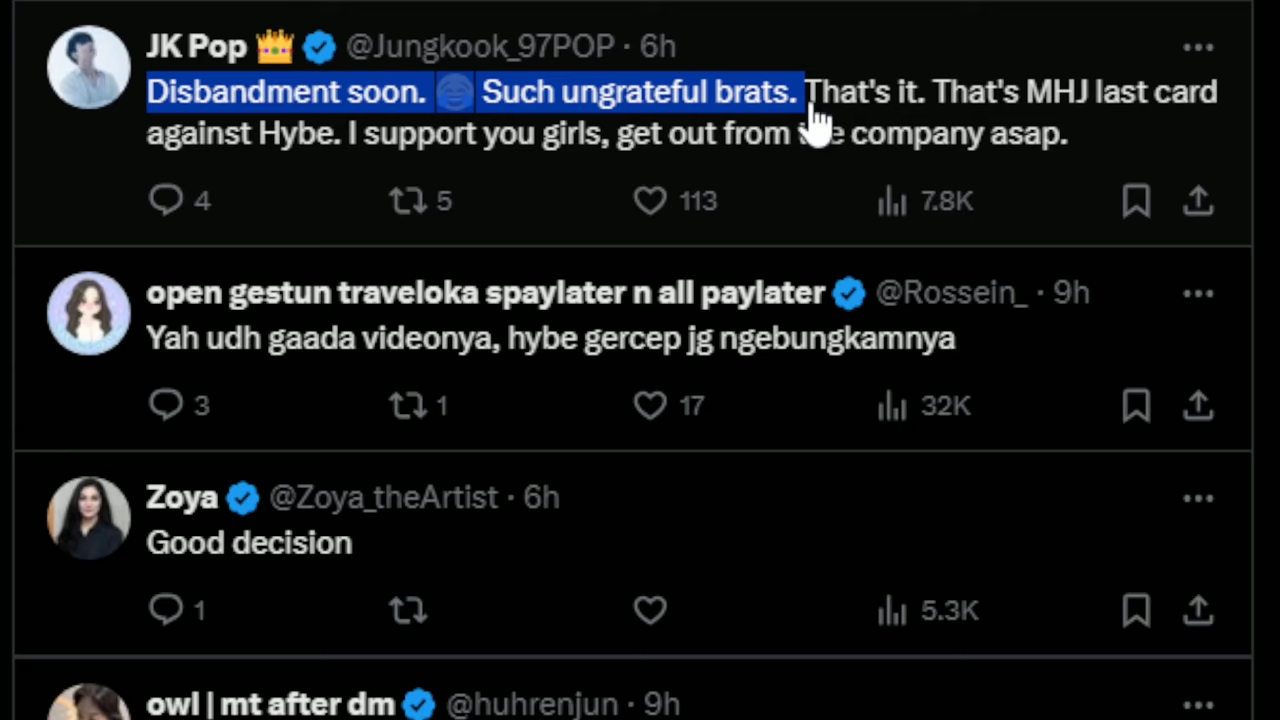 JK Pop 👑 @Jungkook_97POP · 6h
Disbandment soon. Such ungrateful brats. That's it. That's MHJ last card
against Hybe. I support you girls, get out from the company asap.
4 5 113 7.8K
open gestun traveloka spaylater n all paylater @Rossein_ · 9h
Yah udh gaada videonya, hybe gercep jg ngebungkamnya
3 1 17 32K
Zoya @Zoya_theArtist · 6h
Good decision
1 5.3K
owl | mt after dm @huhrenjun · 9h